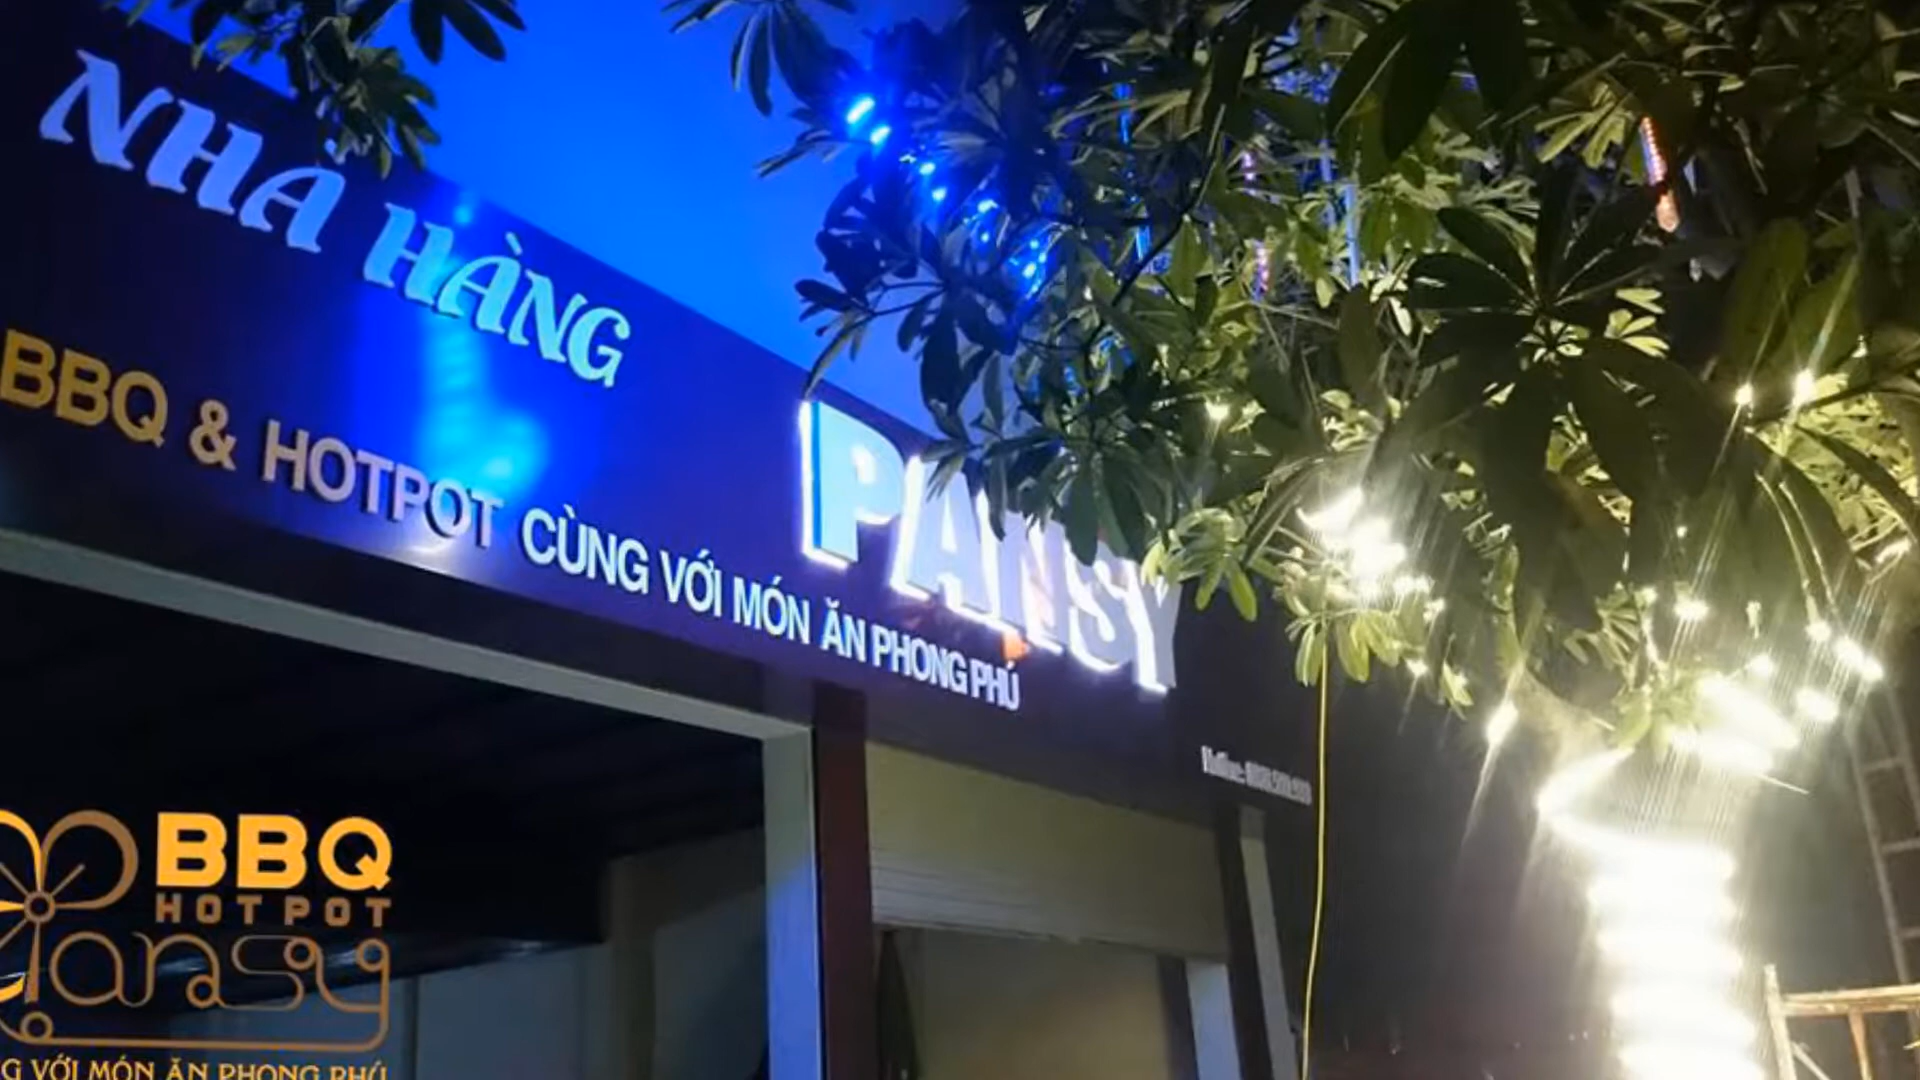 NHÀ HÀNG
PANSY
BBQ & HOTPOT CÙNG VỚI MÓN ĂN PHONG PHÚ
Hotline:
BBQ
HOTPOT
Pansy
VỚI MÓN ĂN PHONG PHÚ